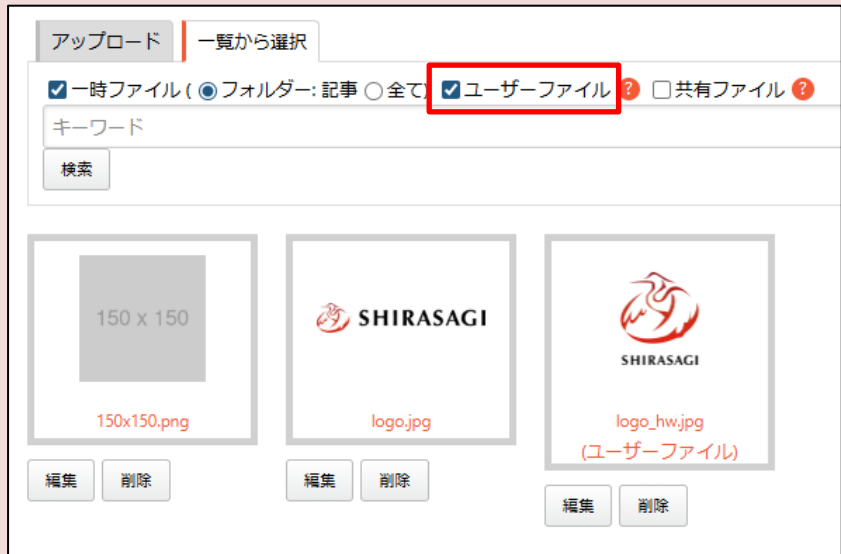 アップロード 一覧から選択
一時ファイル ( フォルダー: 記事 全て) ユーザーファイル ? 共有ファイル ?
キーワード
検索
150 x 150
150x150.png
編集 削除
SHIRASAGI
logo.jpg
編集 削除
SHIRASAGI
logo_hw.jpg
(ユーザーファイル)
編集 削除